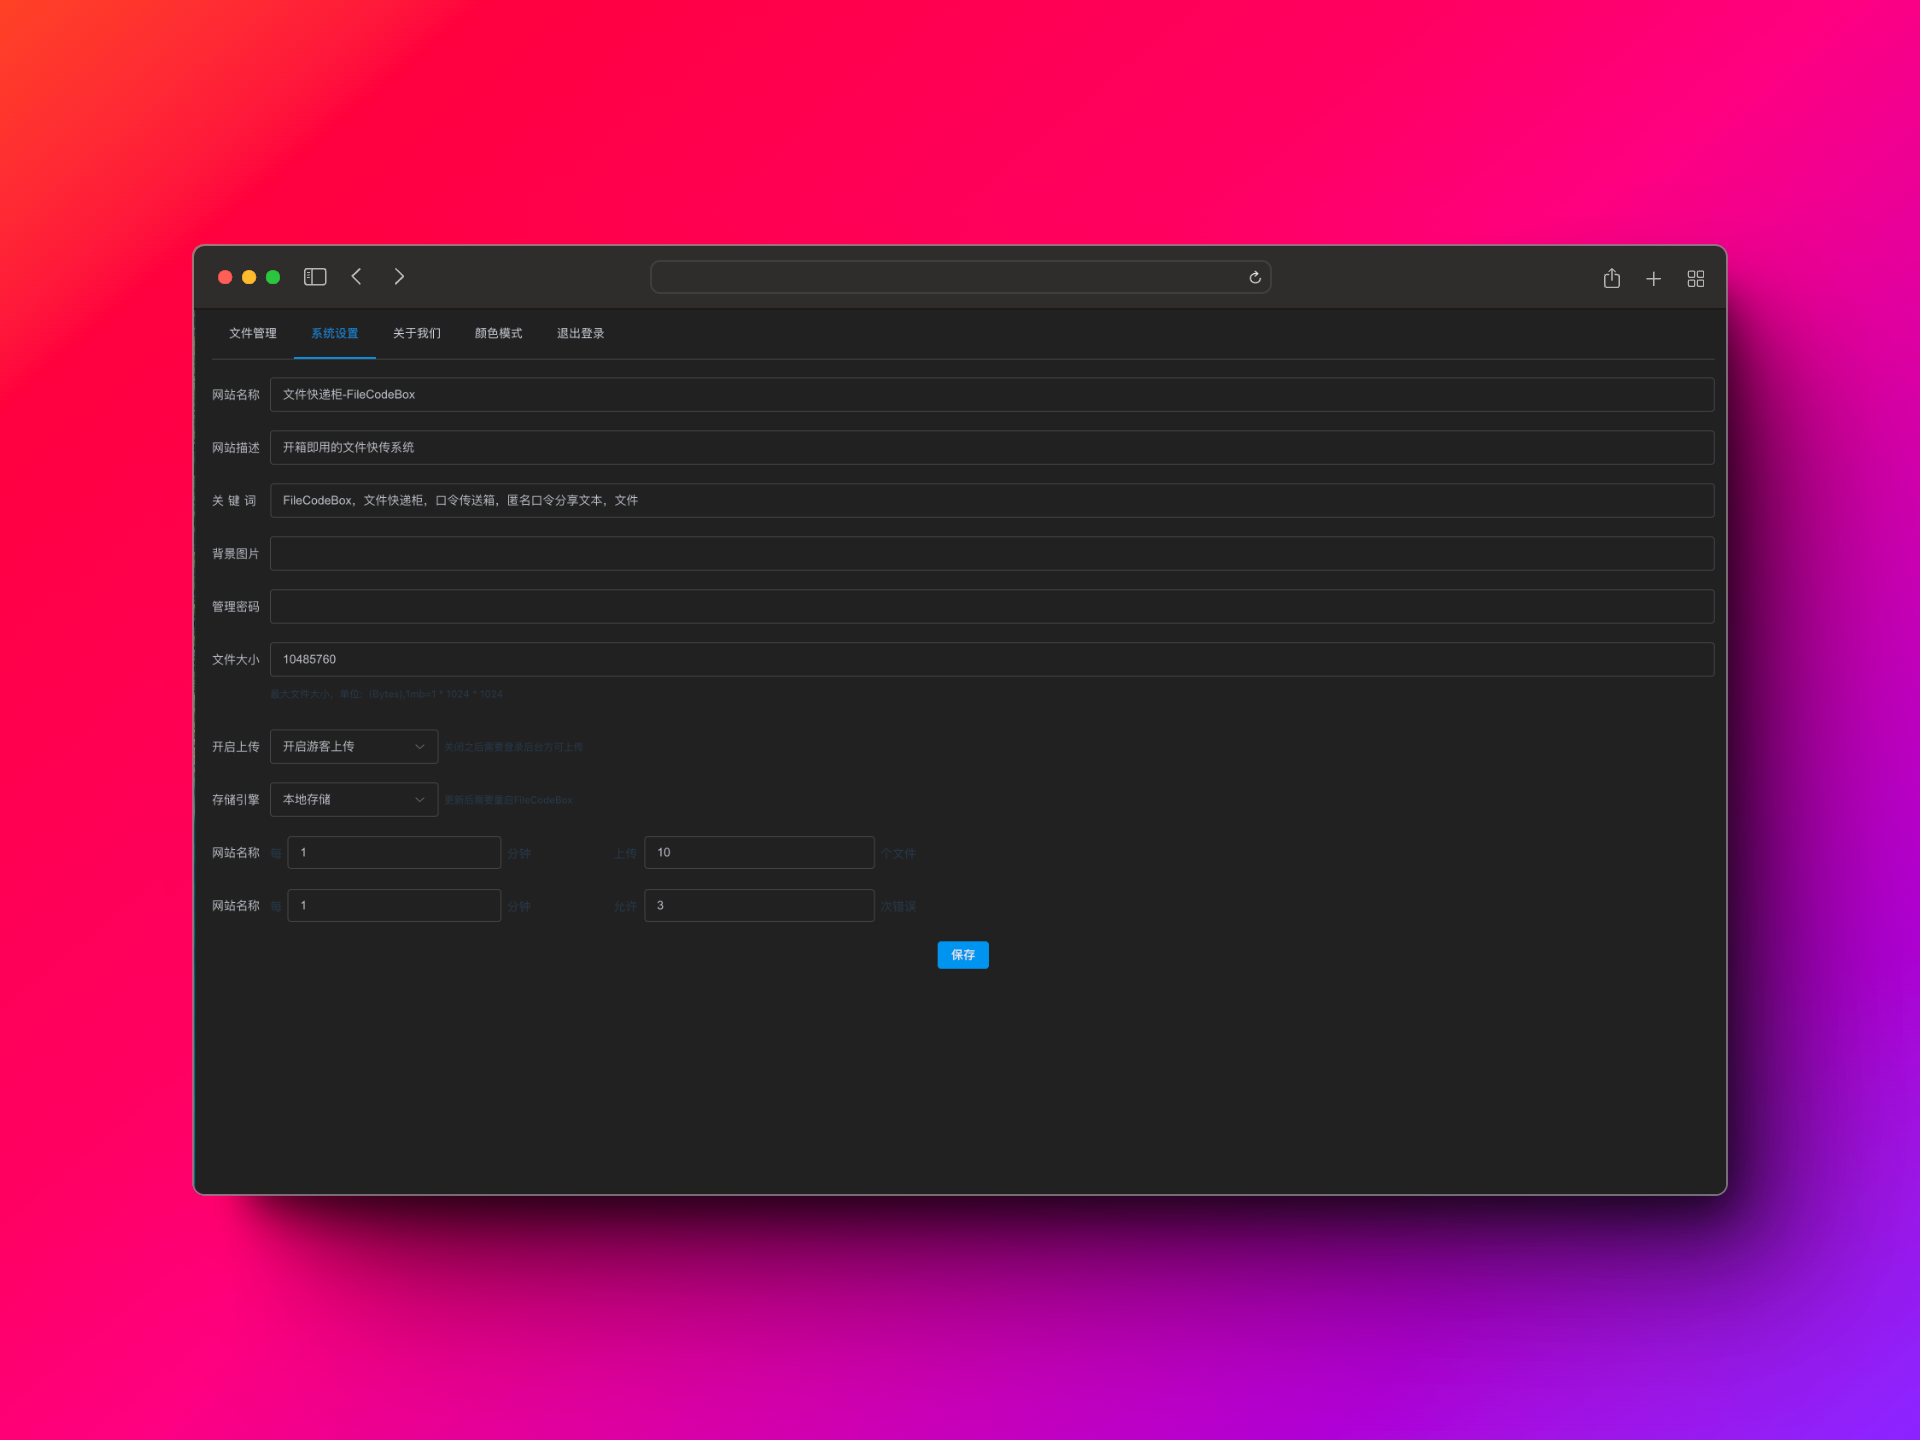 文件管理 系统设置 关于我们 颜色模式 退出登录
网站名称 文件快递柜-FileCodeBox
网站描述 开箱即用的文件快传系统
关 键 词 FileCodeBox，文件快递柜，口令传送箱，匿名口令分享文本，文件
背景图片
管理密码
文件大小 10485760
最大文件大小，单位：(Bytes),1mb=1 * 1024 * 1024
开启上传 开启游客上传 关闭之后需要登录后台方可上传
存储引擎 本地存储 更新后需要重启FileCodeBox
网站名称 每 1 分钟 上传 10 个文件
网站名称 每 1 分钟 允许 3 次错误
保存